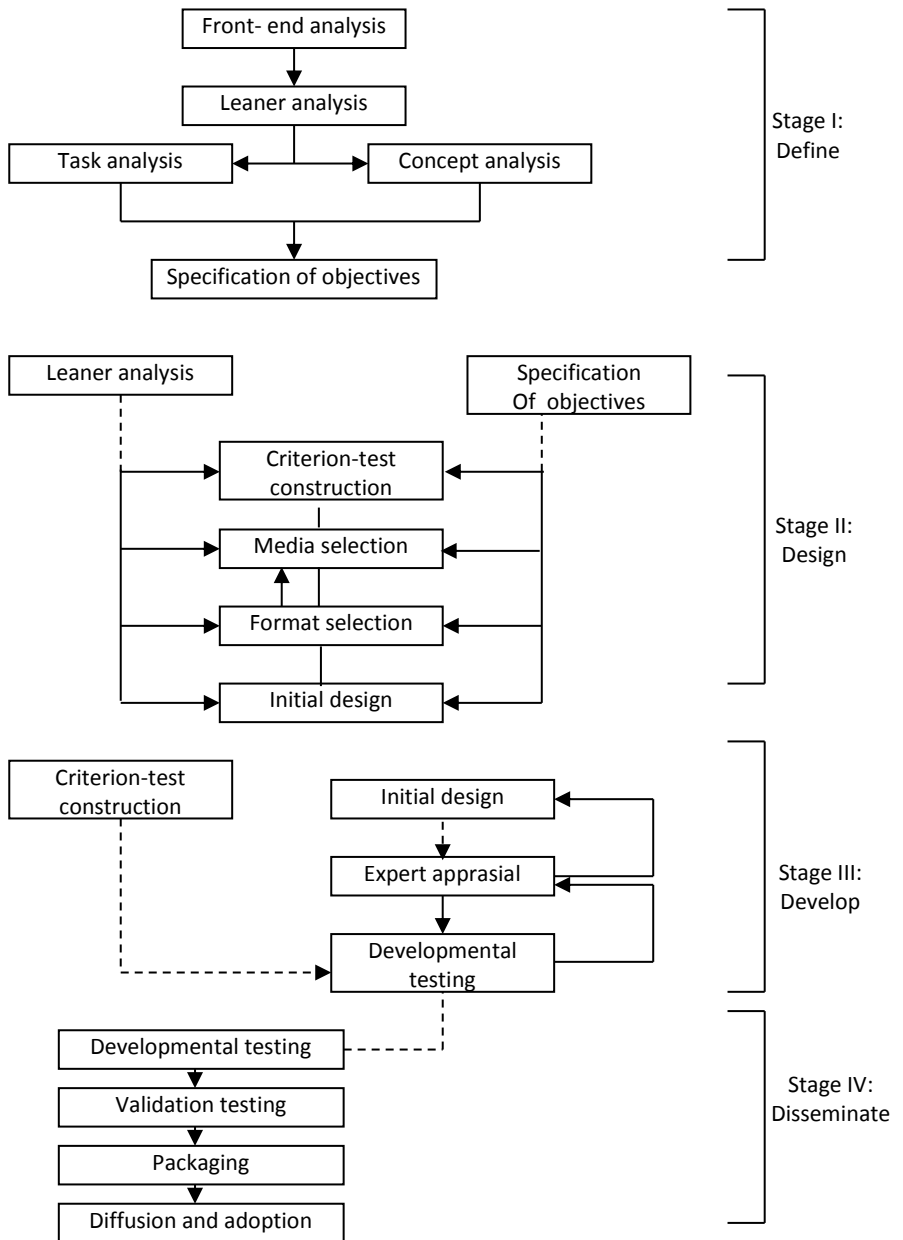 Front- end analysis
Leaner analysis
Task analysis
Concept analysis
Specification of objectives
Stage I:
Define
Leaner analysis
Specification
Of objectives
Criterion-test
construction
Media selection
Format selection
Initial design
Stage II:
Design
Criterion-test
construction
Initial design
Expert apprasial
Developmental
testing
Stage III:
Develop
Developmental testing
Validation testing
Packaging
Diffusion and adoption
Stage IV:
Disseminate